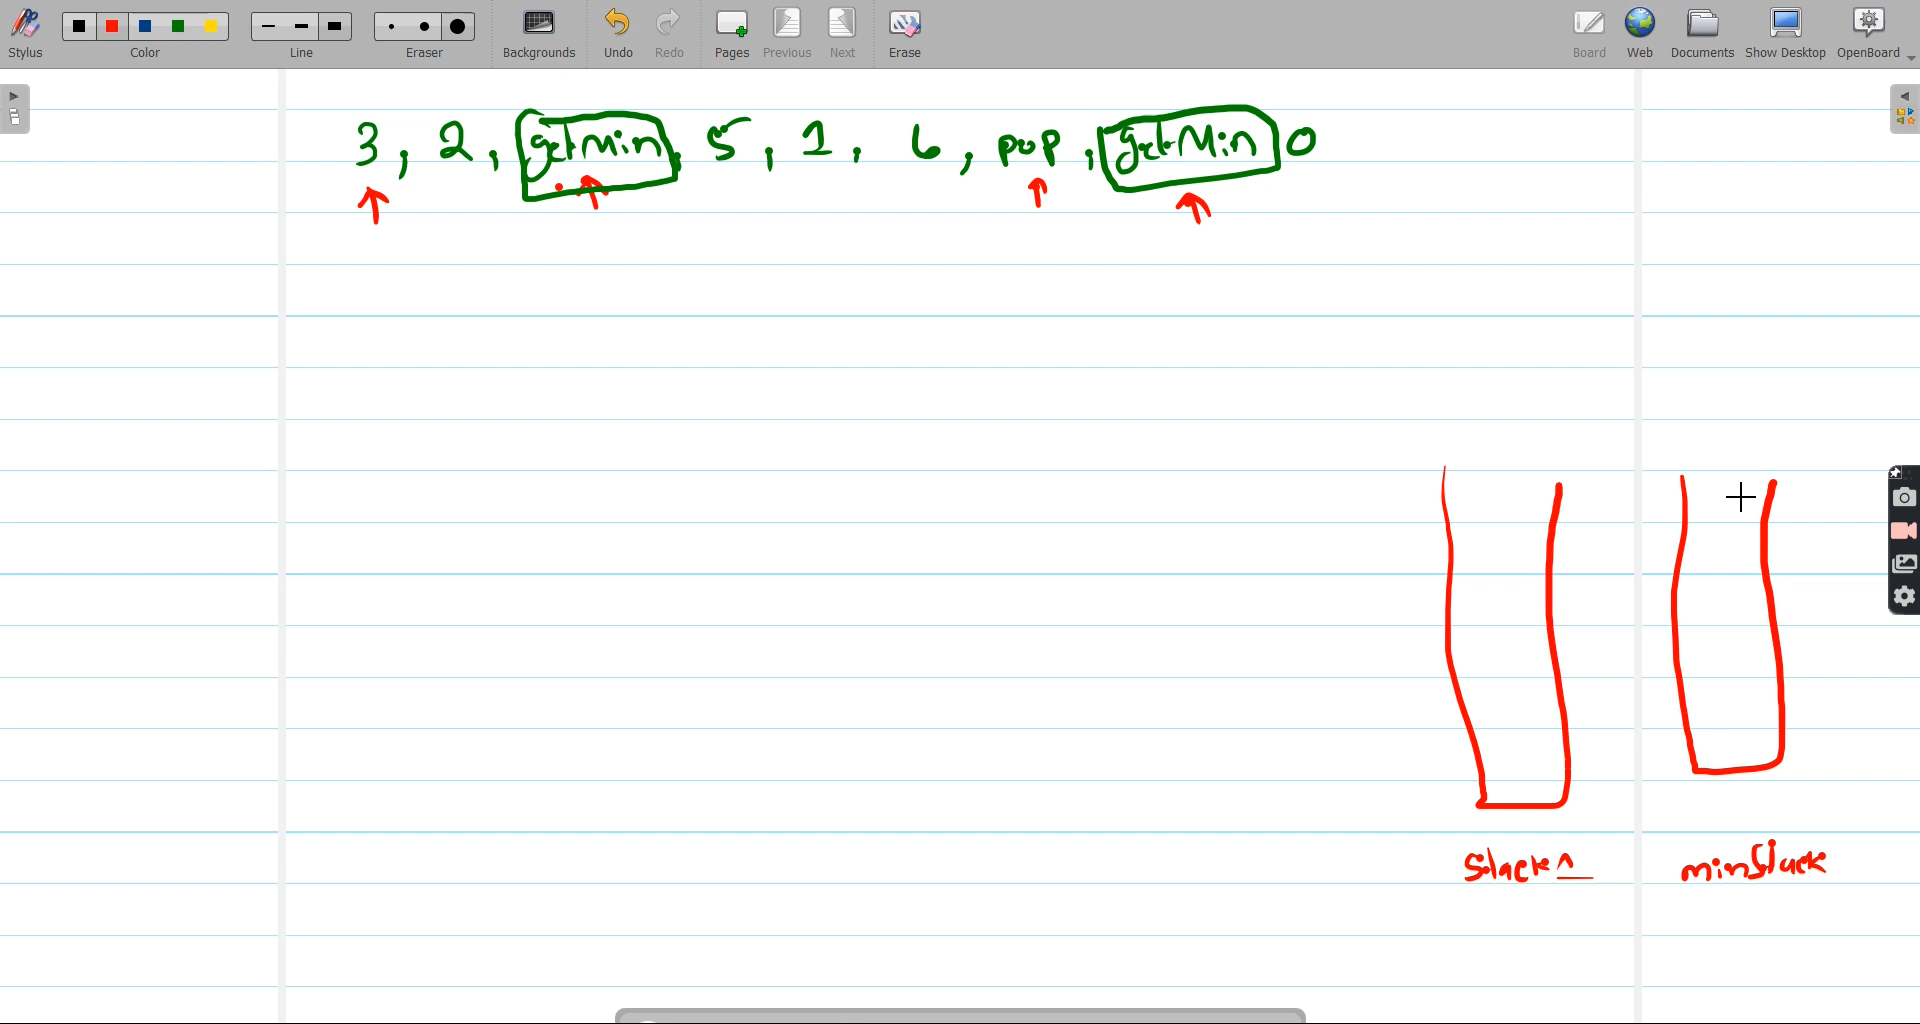 Stylus Color Line Eraser Backgrounds Undo Redo Pages Previous Next Erase Board Web Documents Show Desktop OpenBoard
3, 2, getMin, 5, 1, 6, pop, getMin 0
Stack minStack